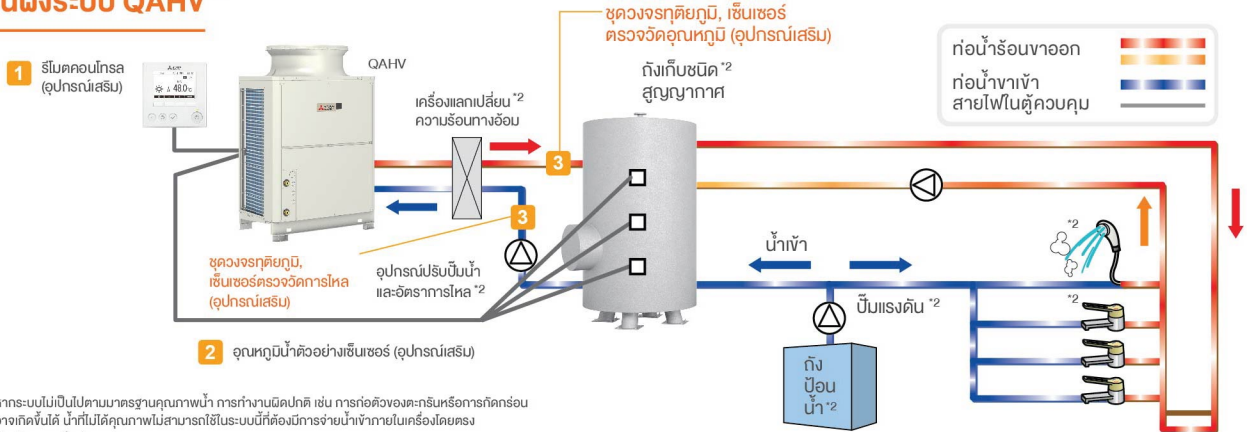 ระบบ QAHV
1
รีโมตคอนโทรล
(อุปกรณ์เสริม)
48.0
QAHV
เครื่องแลกเปลี่ยน *2
ความร้อนทางอ้อม
ชุดวงจรทุติยภูมิ, เซ็นเซอร์
ตรวจวัดอุณหภูมิ (อุปกรณ์เสริม)
ถังเก็บชนิด *2
สูญญากาศ
ท่อน้ำร้อนขาออก
ท่อน้ำขาเข้า
สายไฟในตู้ควบคุม
3
3
ชุดวงจรทุติยภูมิ,
เซ็นเซอร์ตรวจวัดการไหล
(อุปกรณ์เสริม)
อุปกรณ์ปรับปั๊มน้ำ
และอัตราการไหล *2
น้ำเข้า
ปั๊มแรงดัน *2
*2
*2
ถัง
ป้อน
น้ำ *2
2
อุณหภูมิน้ำตัวอย่างเซ็นเซอร์ (อุปกรณ์เสริม)
หากระบบไม่เป็นไปตามมาตรฐานคุณภาพน้ำ การทำงานผิดปกติ เช่น การก่อตัวของตะกรันหรือการกัดกร่อน
อาจเกิดขึ้นได้ น้ำที่ไม่ได้คุณภาพไม่สามารถใช้ในระบบนี้ที่ต้องมีการจ่ายน้ำเข้าภายในเครื่องโดยตรง